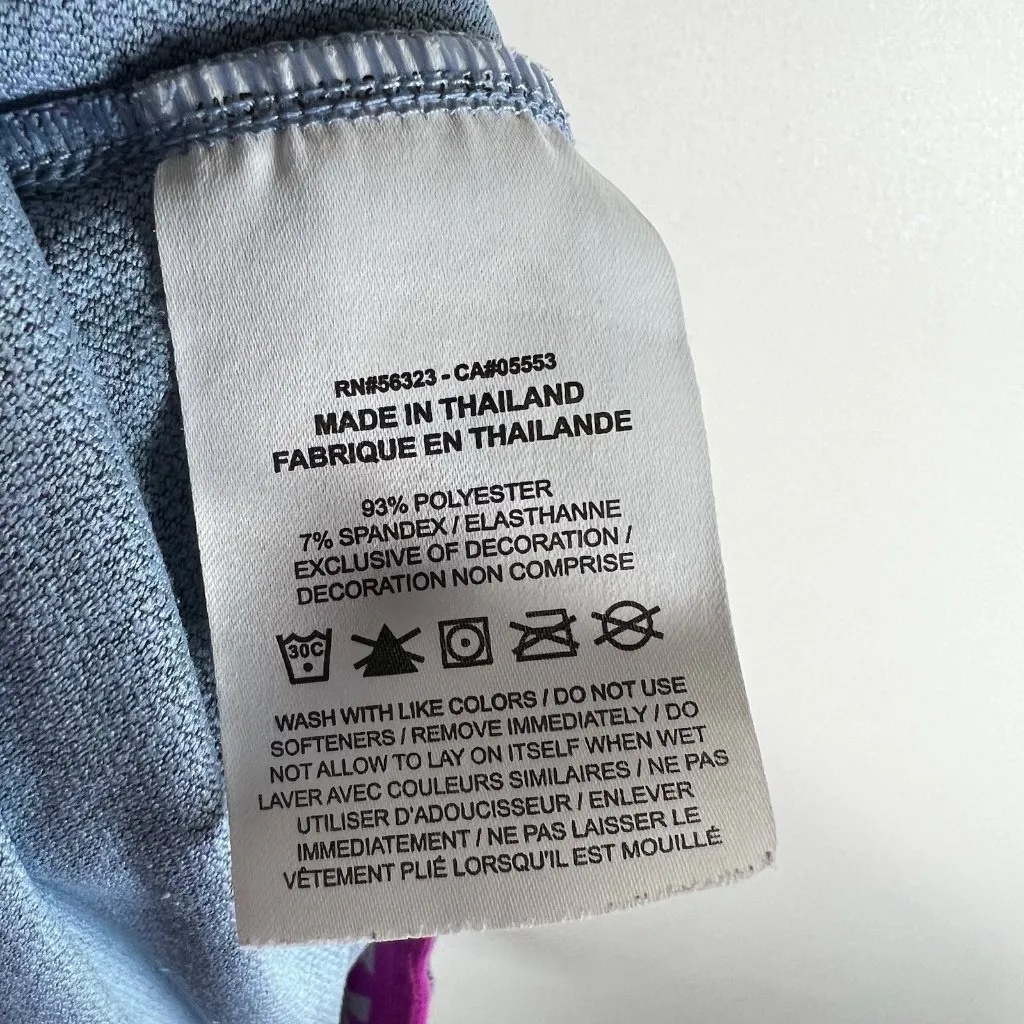 RN#56323 - CA#05553
MADE IN THAILAND
FABRIQUE EN THAILANDE
93% POLYESTER
7% SPANDEX / ELASTHANNE
EXCLUSIVE OF DECORATION /
DECORATION NON COMPRISE
30C
WASH WITH LIKE COLORS / DO NOT USE
SOFTENERS / REMOVE IMMEDIATELY / DO
NOT ALLOW TO LAY ON ITSELF WHEN WET
LAVER AVEC COULEURS SIMILAIRES / NE PAS
UTILISER D'ADOUCISSEUR / ENLEVER
IMMEDIATEMENT / NE PAS LAISSER LE
VÊTEMENT PLIÉ LORSQU'IL EST MOUILLÉ